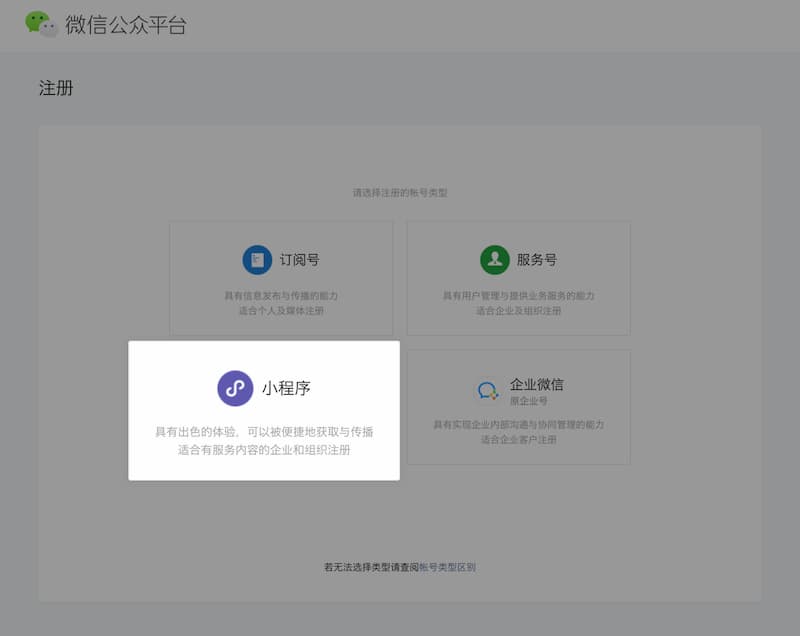 微信公众平台
注册
请选择注册的帐号类型
订阅号
具有信息发布与传播的能力
适合个人及媒体注册
服务号
具有用户管理与提供业务服务的能力
适合企业及组织注册
小程序
具有出色的体验，可以被便捷地获取与传播
适合有服务内容的企业和组织注册
企业微信
原企业号
具有实现企业内部沟通与协同管理的能力
适合企业客户注册
若无法选择类型请查阅帐号类型区别